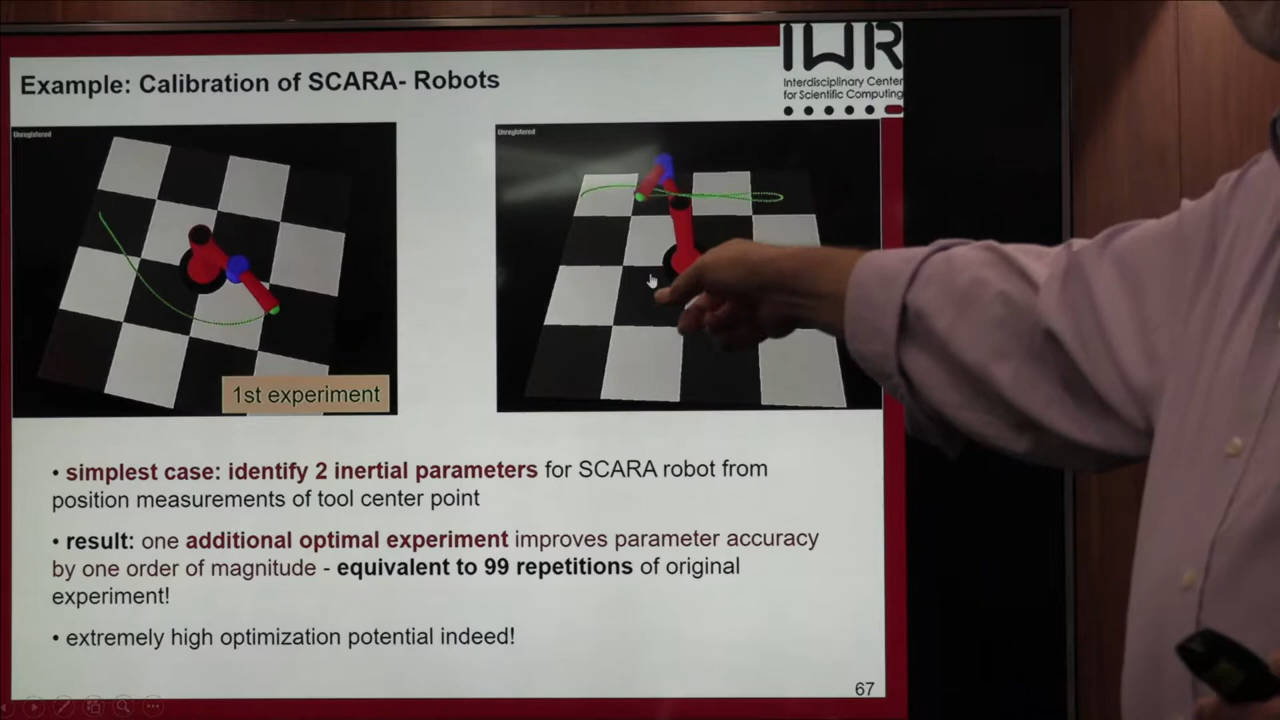 Example: Calibration of SCARA- Robots
IWR
Interdisciplinary Center
for Scientific Computing
Unregistered
Unregistered
1st experiment
• simplest case: identify 2 inertial parameters for SCARA robot from
position measurements of tool center point
• result: one additional optimal experiment improves parameter accuracy
by one order of magnitude - equivalent to 99 repetitions of original
experiment!
• extremely high optimization potential indeed!
67